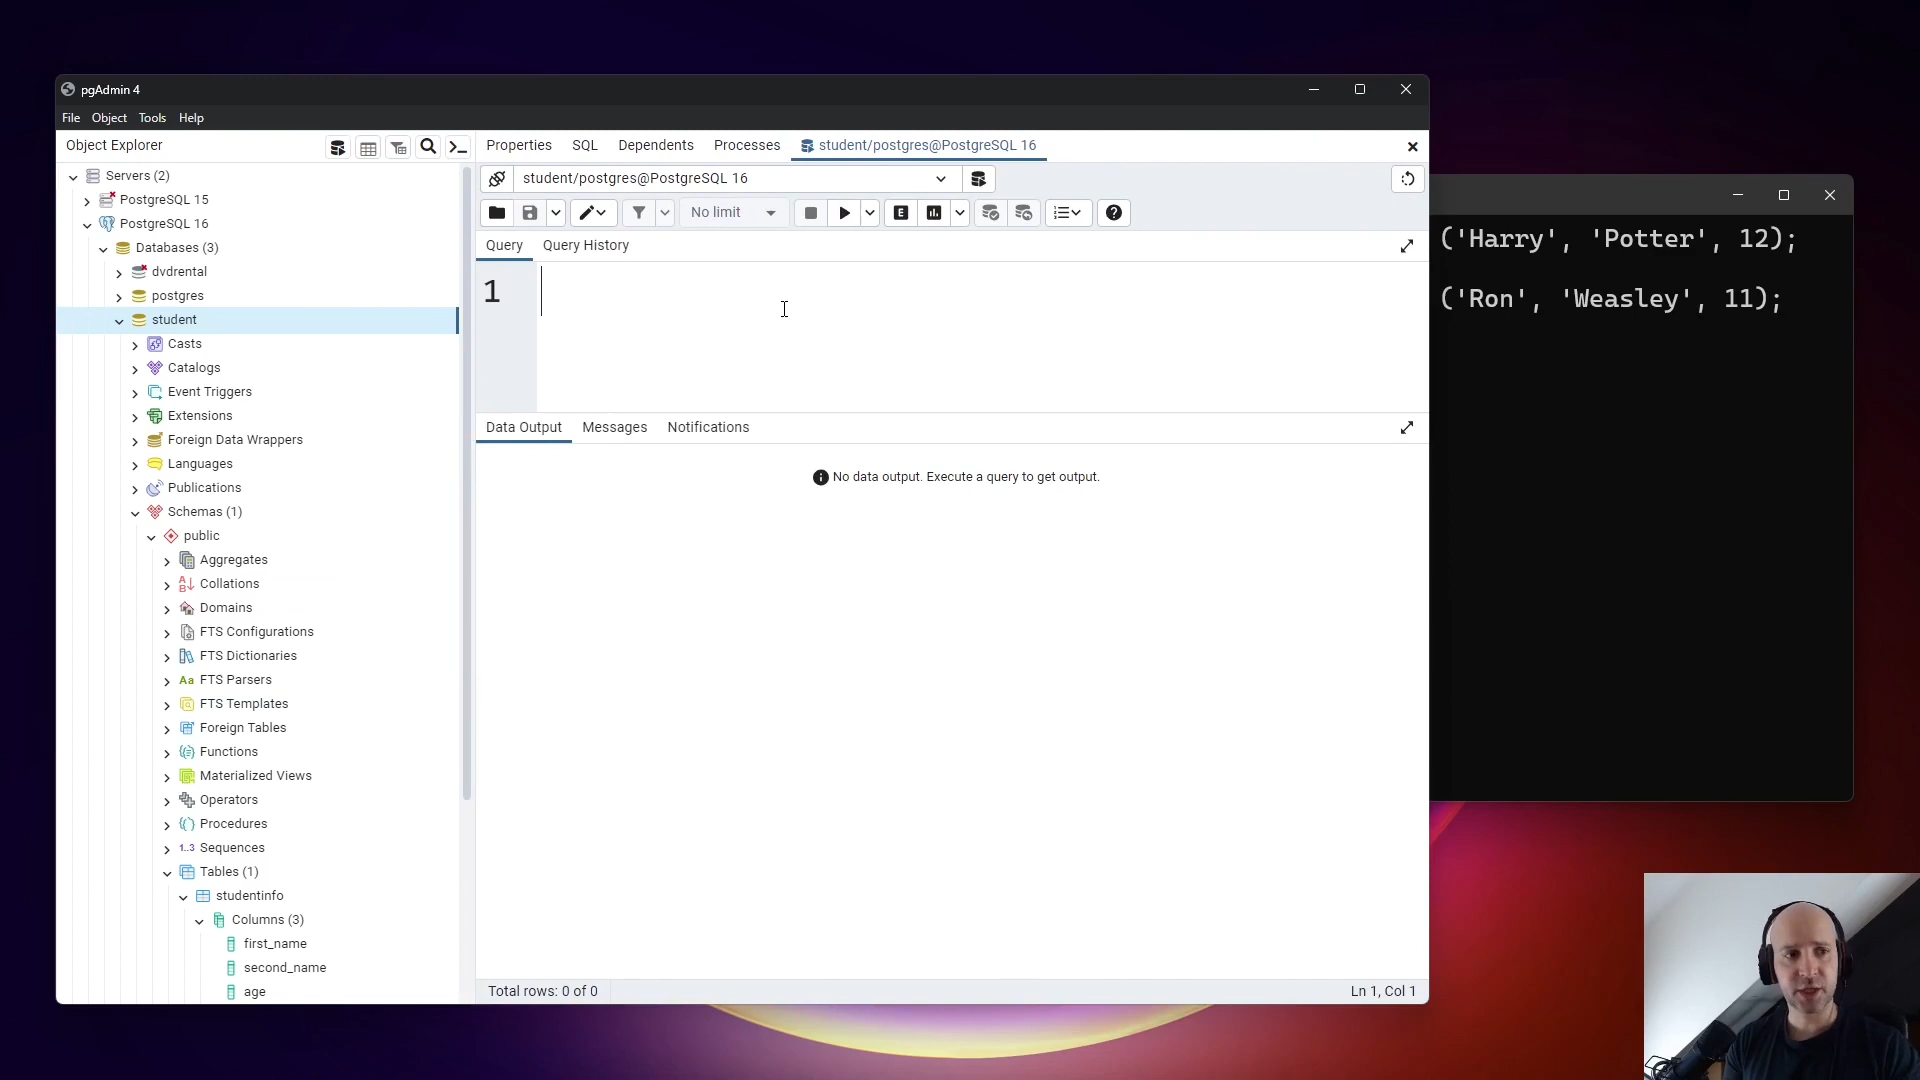 pgAdmin 4
File Object Tools Help
Object Explorer
Properties SQL Dependents Processes student/postgres@PostgreSQL 16
student/postgres@PostgreSQL 16
No limit
E
Query Query History
1
Data Output Messages Notifications
No data output. Execute a query to get output.
Servers (2)
PostgreSQL 15
PostgreSQL 16
Databases (3)
dvdrental
postgres
student
Casts
Catalogs
Event Triggers
Extensions
Foreign Data Wrappers
Languages
Publications
Schemas (1)
public
Aggregates
Collations
Domains
FTS Configurations
FTS Dictionaries
Aa FTS Parsers
FTS Templates
Foreign Tables
Functions
Materialized Views
Operators
Procedures
1..3 Sequences
Tables (1)
studentinfo
Columns (3)
first_name
second_name
age
Total rows: 0 of 0
Ln 1, Col 1
('Harry', 'Potter', 12);
('Ron', 'Weasley', 11);